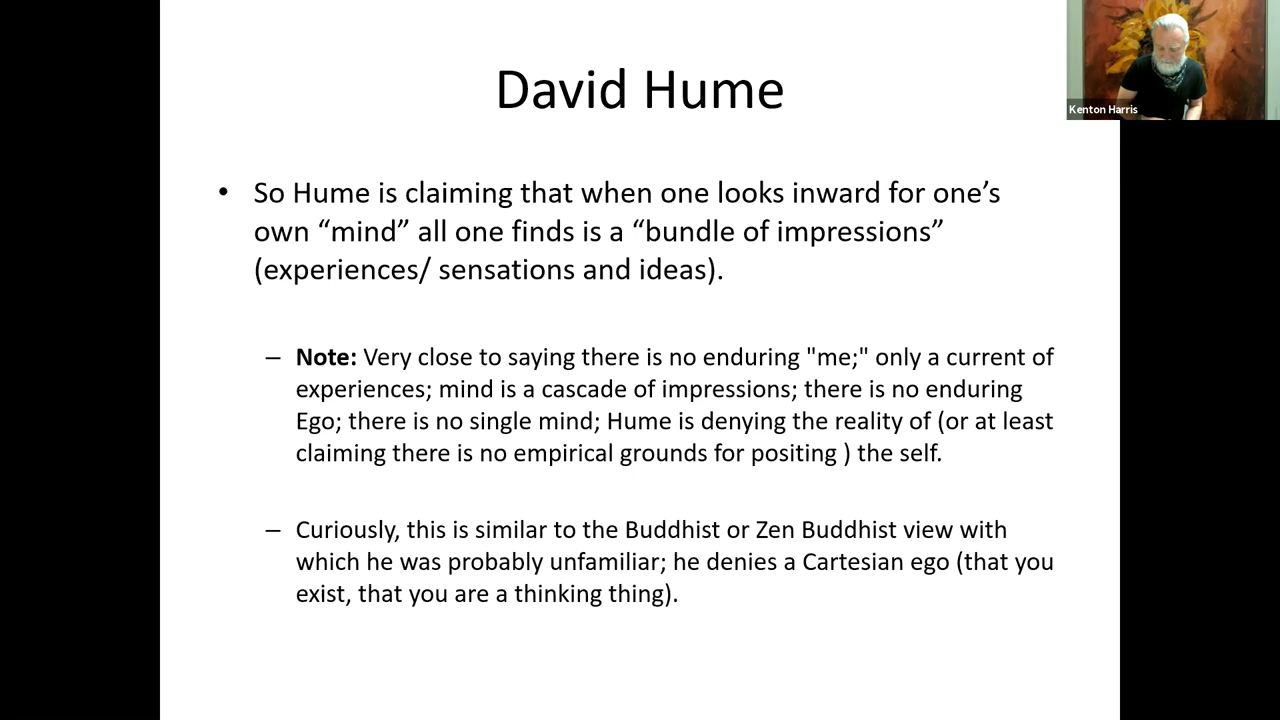 David Hume
Kenton Harris
• So Hume is claiming that when one looks inward for one’s
own “mind” all one finds is a “bundle of impressions”
(experiences/ sensations and ideas).
– Note: Very close to saying there is no enduring "me;" only a current of
experiences; mind is a cascade of impressions; there is no enduring
Ego; there is no single mind; Hume is denying the reality of (or at least
claiming there is no empirical grounds for positing ) the self.
– Curiously, this is similar to the Buddhist or Zen Buddhist view with
which he was probably unfamiliar; he denies a Cartesian ego (that you
exist, that you are a thinking thing).